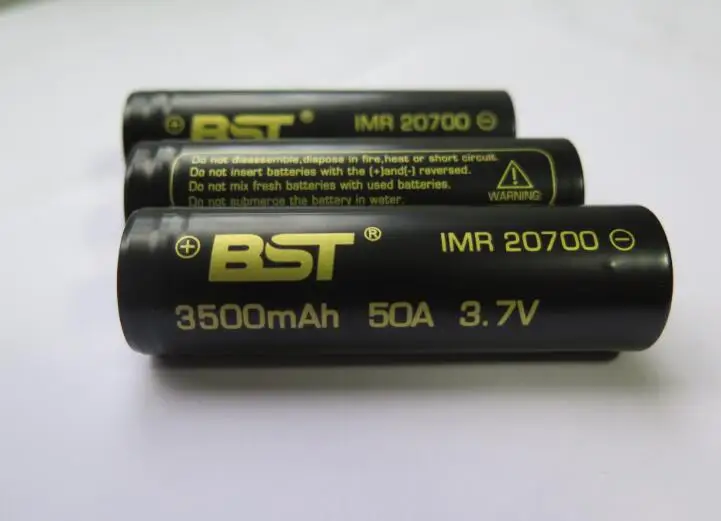 ⊕ BST ® IMR 20700 ⊖
Do not disassemble,dispose in fire,heat or short circuit.
Do not insert batteries with the (+)and(-) reversed.
Do not mix fresh batteries with used batteries.
Do not submerge the battery in water.
WARNING
⊕ BST ® IMR 20700 ⊖
3500mAh 50A 3.7V